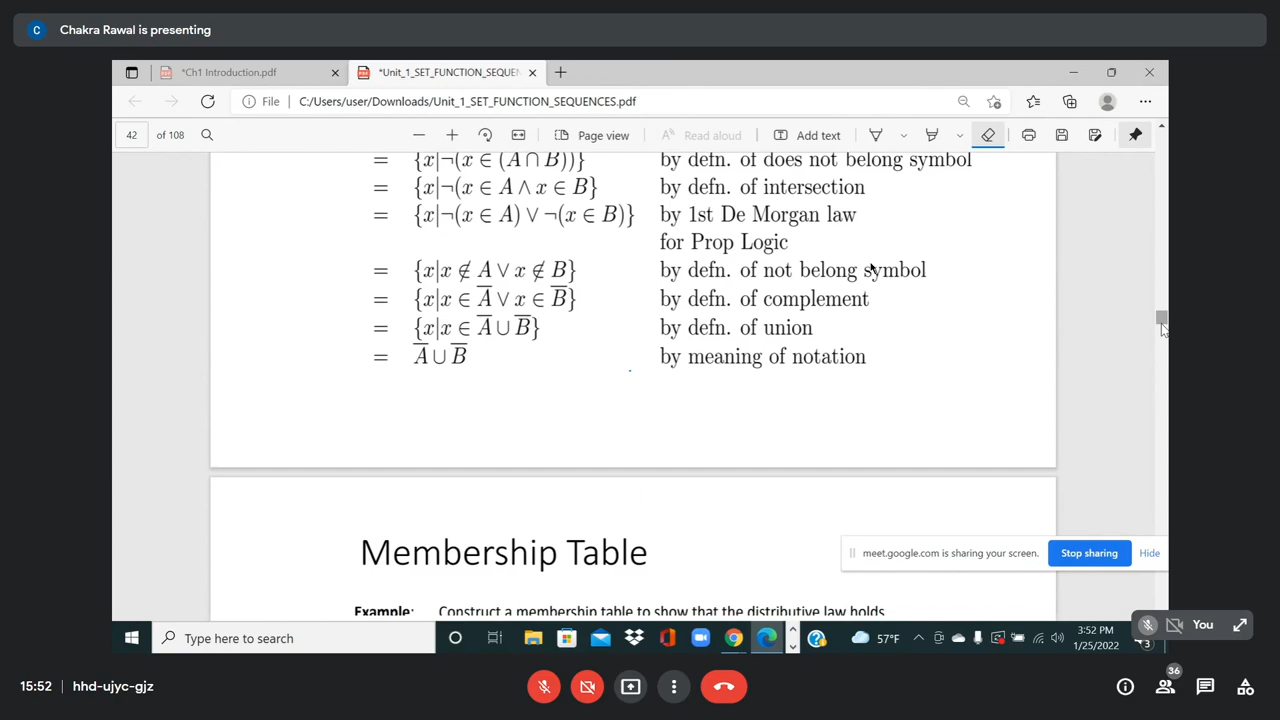 C Chakra Rawal is presenting
*Ch1 Introduction.pdf
*Unit_1_SET_FUNCTION_SEQUEN
File C:/Users/user/Downloads/Unit_1_SET_FUNCTION_SEQUENCES.pdf
42 of 108 Page view Read aloud Add text
= {x|¬(x ∈ (A ∩ B))} by defn. of does not belong symbol
= {x|¬(x ∈ A ∧ x ∈ B} by defn. of intersection
= {x|¬(x ∈ A) ∨ ¬(x ∈ B)} by 1st De Morgan law
for Prop Logic
= {x|x ∉ A ∨ x ∉ B} by defn. of not belong symbol
= {x|x ∈ A̅ ∨ x ∈ B̅} by defn. of complement
= {x|x ∈ A̅ ∪ B̅} by defn. of union
= A̅ ∪ B̅ by meaning of notation
Membership Table
meet.google.com is sharing your screen. Stop sharing Hide
Example: Construct a membership table to show that the distributive law holds
Type here to search
57°F
3:52 PM
1/25/2022
3
You
15:52 hhd-ujyc-gjz
36